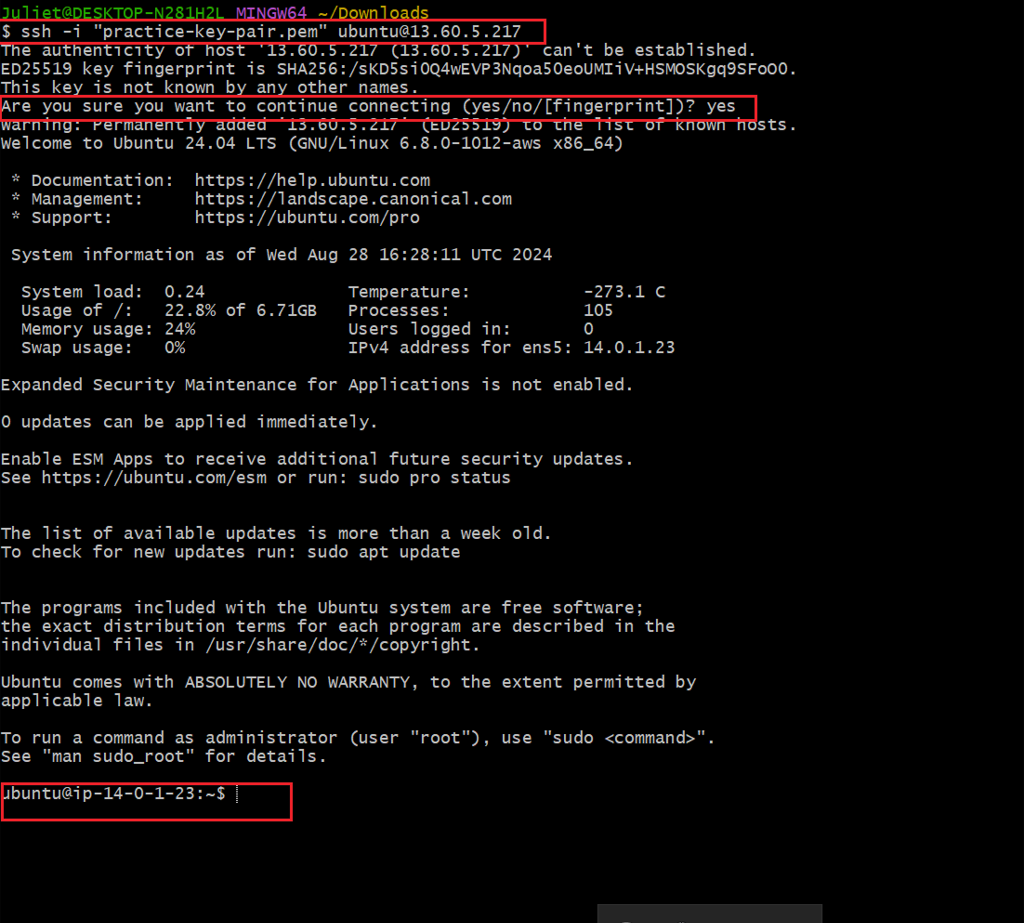 Juliet@DESKTOP-N281H2L MINGW64 ~/Downloads
$ ssh -i "practice-key-pair.pem" ubuntu@13.60.5.217
The authenticity of host '13.60.5.217 (13.60.5.217)' can't be established.
ED25519 key fingerprint is SHA256:/sKD5siOQ4wEVP3Nqoa50eoUMIiV+HSMOSKgq9SFoO0.
This key is not known by any other names.
Are you sure you want to continue connecting (yes/no/[fingerprint])? yes
Warning: Permanently added '13.60.5.217' (ED25519) to the list of known hosts.
Welcome to Ubuntu 24.04 LTS (GNU/Linux 6.8.0-1012-aws x86_64)
* Documentation: https://help.ubuntu.com
* Management: https://landscape.canonical.com
* Support: https://ubuntu.com/pro
System information as of Wed Aug 28 16:28:11 UTC 2024
System load: 0.24 Temperature: -273.1 C
Usage of /: 22.8% of 6.71GB Processes: 105
Memory usage: 24% Users logged in: 0
Swap usage: 0% IPv4 address for ens5: 14.0.1.23
Expanded Security Maintenance for Applications is not enabled.
0 updates can be applied immediately.
Enable ESM Apps to receive additional future security updates.
See https://ubuntu.com/esm or run: sudo pro status
The list of available updates is more than a week old.
To check for new updates run: sudo apt update
The programs included with the Ubuntu system are free software;
the exact distribution terms for each program are described in the
individual files in /usr/share/doc/*/copyright.
Ubuntu comes with ABSOLUTELY NO WARRANTY, to the extent permitted by
applicable law.
To run a command as administrator (user "root"), use "sudo <command>".
See "man sudo_root" for details.
ubuntu@ip-14-0-1-23:~$